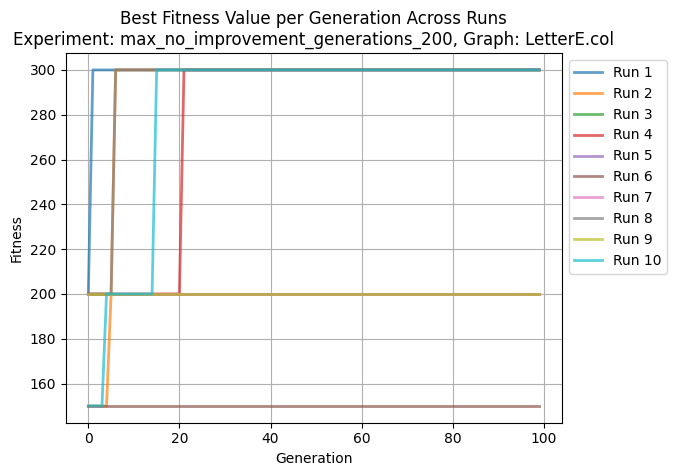 Best Fitness Value per Generation Across Runs
Experiment: max_no_improvement_generations_200, Graph: LetterE.col
300
280
260
240
220
200
180
160
Fitness
0 20 40 60 80 100
Generation
Run 1
Run 2
Run 3
Run 4
Run 5
Run 6
Run 7
Run 8
Run 9
Run 10